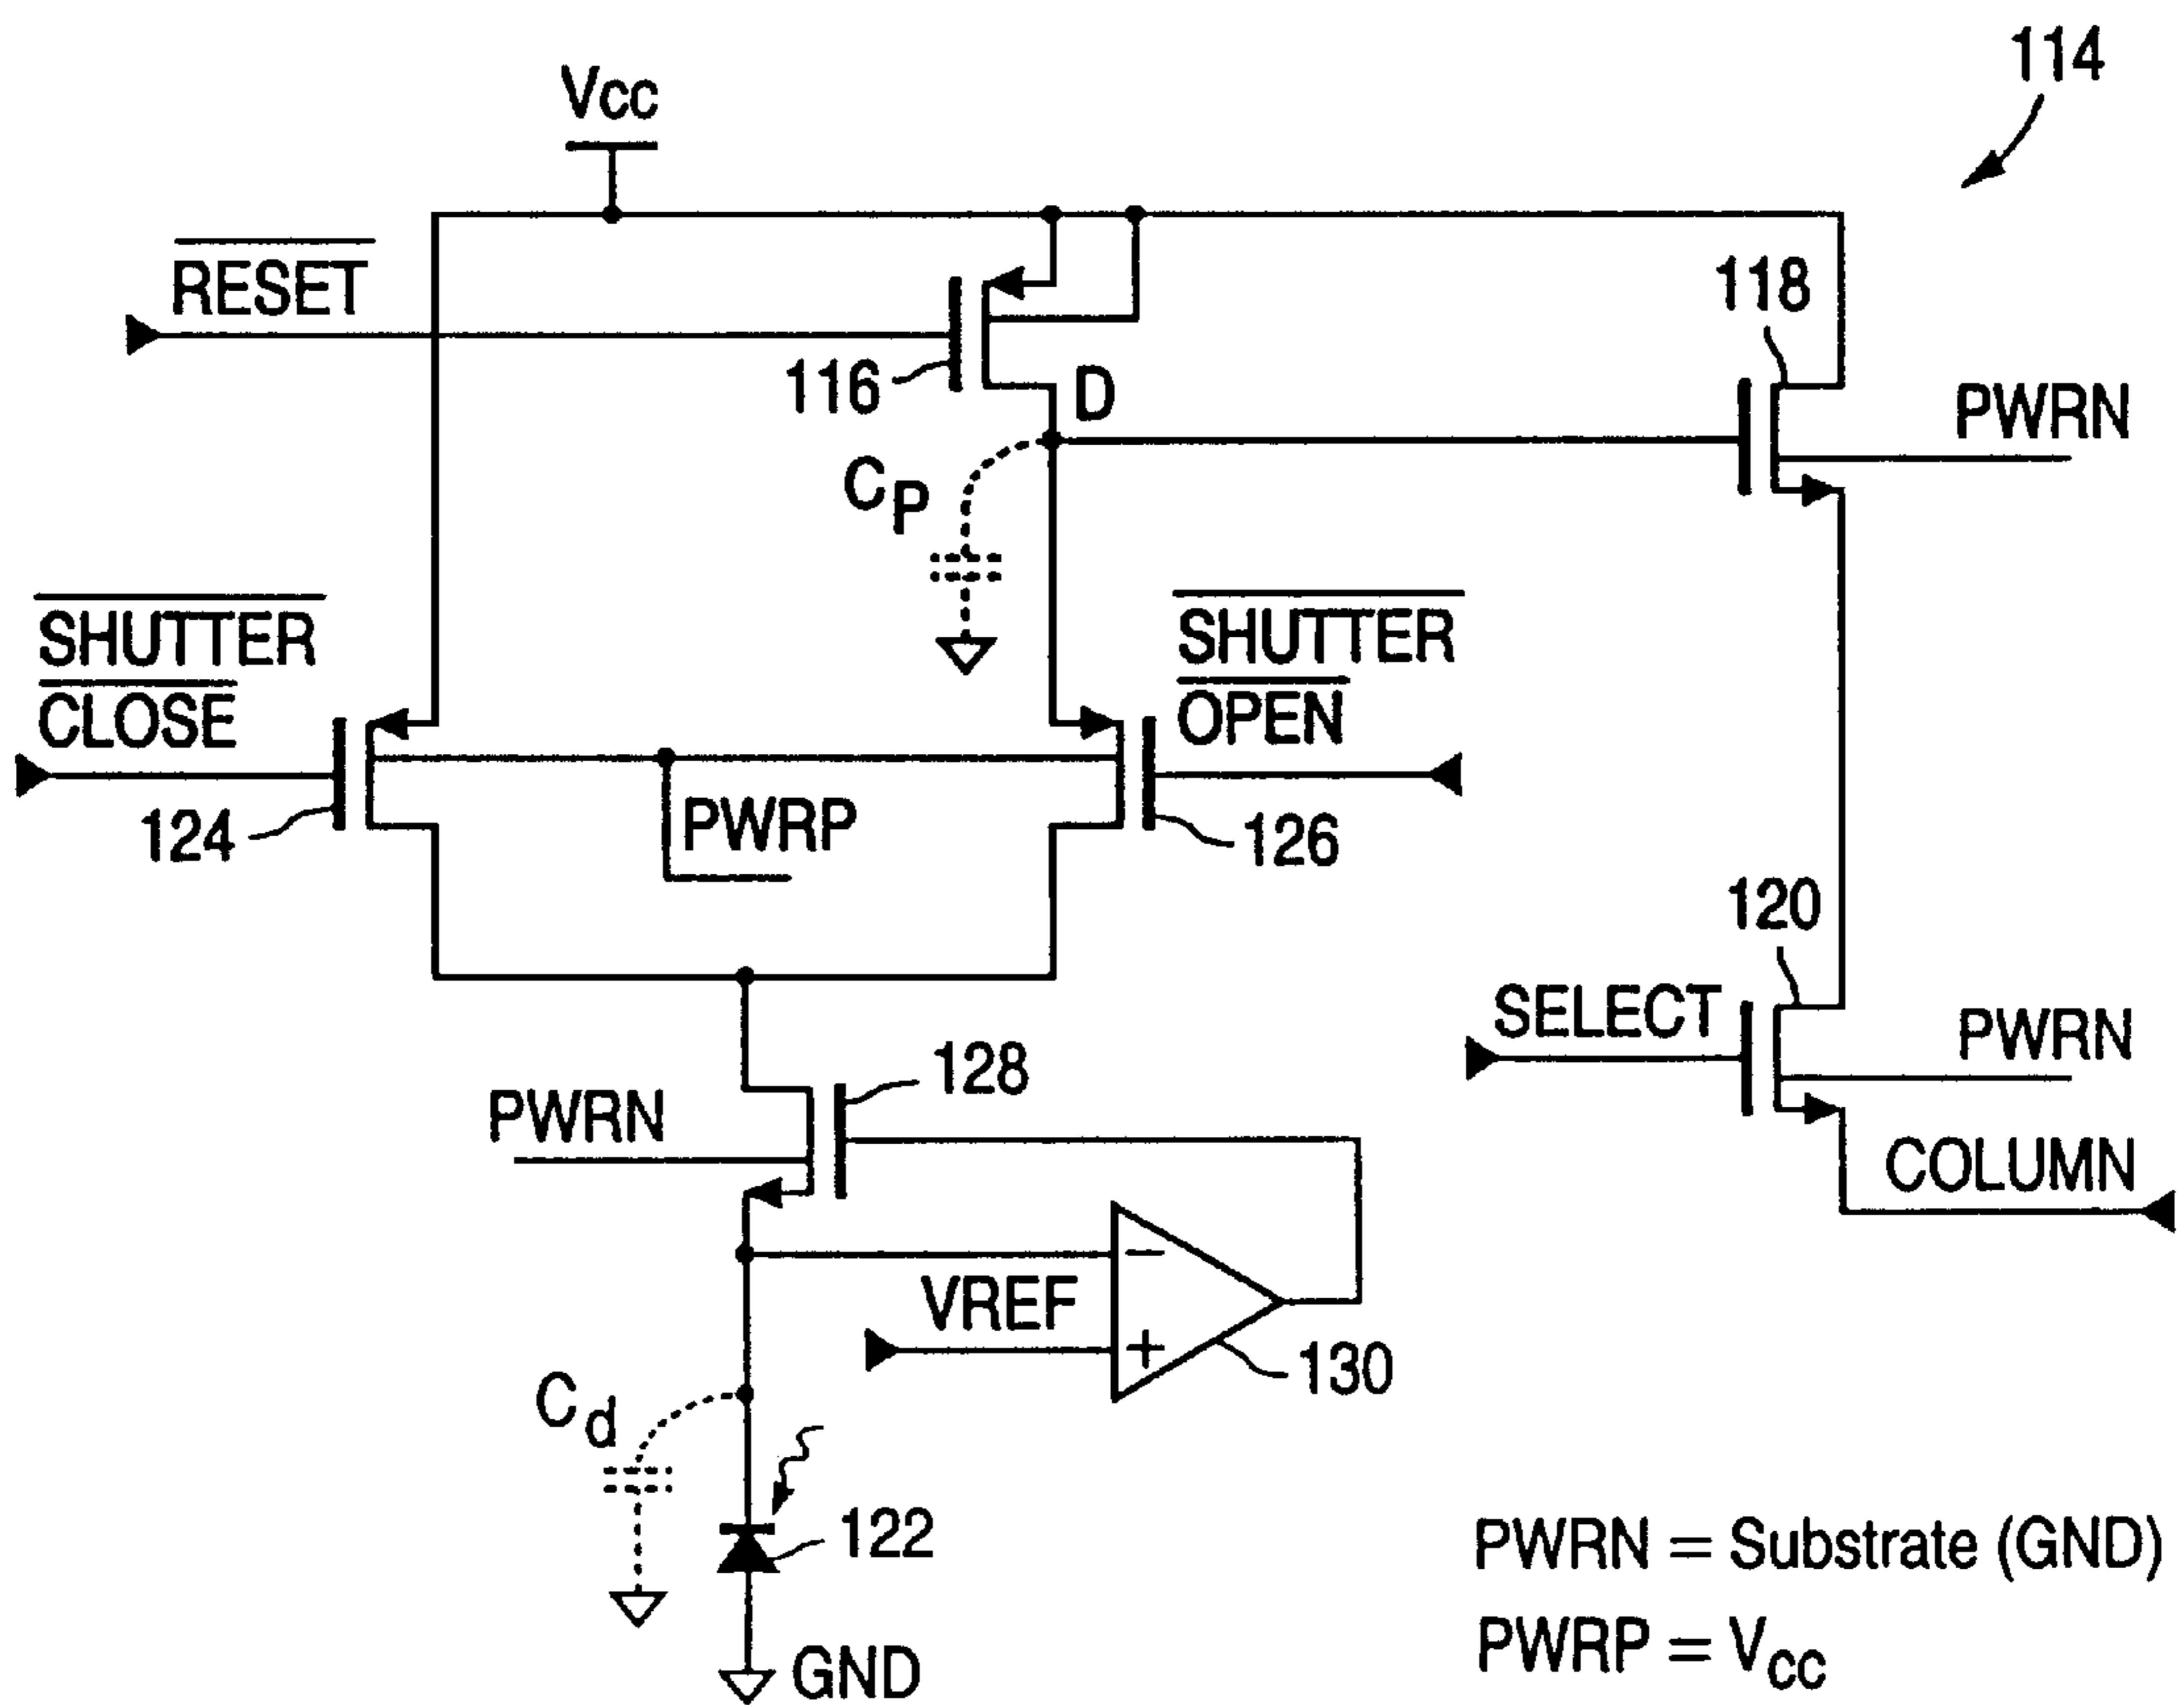 114
Vcc
RESET
118
116
D
PWRN
CP
SHUTTER
CLOSE
SHUTTER
OPEN
124
PWRP
126
120
SELECT
PWRN
128
PWRN
COLUMN
VREF
−
+
130
Cd
122
GND
PWRN = Substrate (GND)
PWRP = Vcc